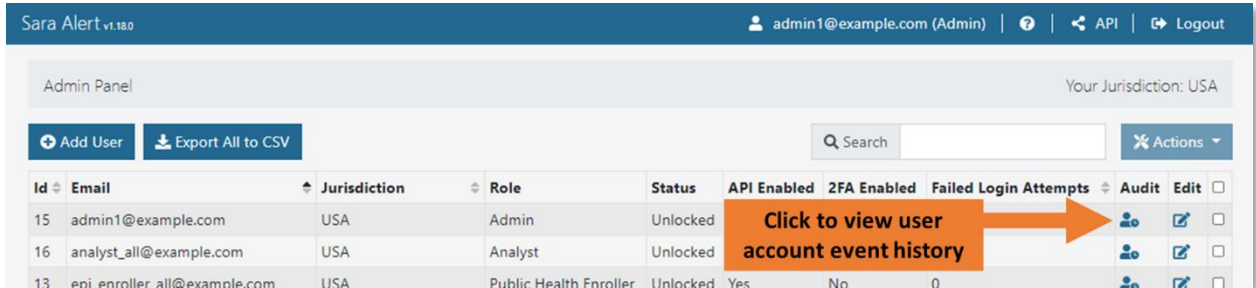 Sara Alert v1.18.0 admin1@example.com (Admin) | ? | API | Logout
Admin Panel Your Jurisdiction: USA
Add User Export All to CSV Search Actions
Id Email Jurisdiction Role Status API Enabled 2FA Enabled Failed Login Attempts Audit Edit
15 admin1@example.com USA Admin Unlocked
Click to view user
account event history
16 analyst_all@example.com USA Analyst Unlocked
13 epi_enroller_all@example.com USA Public Health Enroller Unlocked Yes No 0